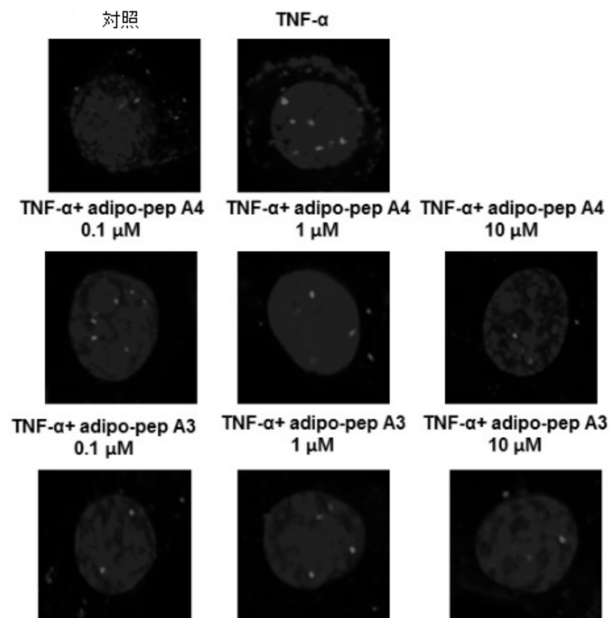 対照
TNF-α
TNF-α+ adipo-pep A4
0.1 μM
TNF-α+ adipo-pep A4
1 μM
TNF-α+ adipo-pep A4
10 μM
TNF-α+ adipo-pep A3
0.1 μM
TNF-α+ adipo-pep A3
1 μM
TNF-α+ adipo-pep A3
10 μM